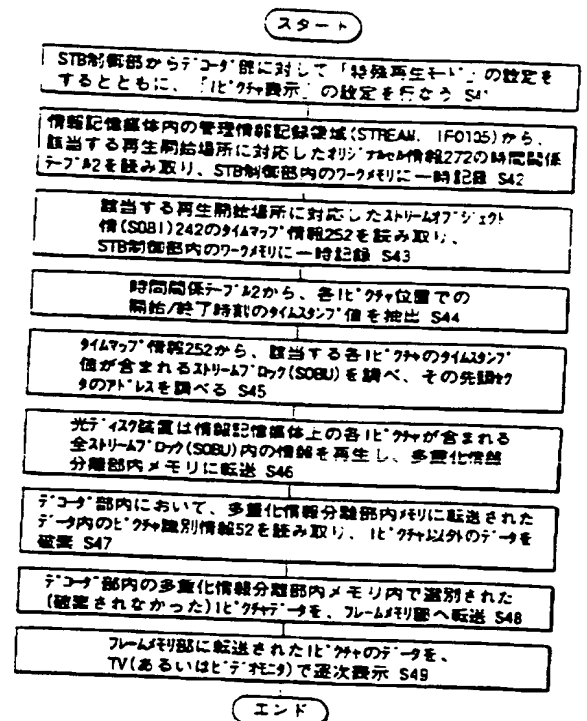 スタート
STB制御部からデコーダ部に対して「特殊再生モード」の設定を
するとともに、「Iピクチャ表示」の設定を行なう S41
情報記憶媒体内の管理情報記録領域(STREAM. IFO105)から、
該当する再生開始場所に対応したオリジナルセル情報272の時間関係
テーブル2を読み取り、STB制御部内のワークメモリに一時記録 S42
該当する再生開始場所に対応したストリームオブジェクト
情(SOBI)242のタイムマップ情報252を読み取り、
STB制御部内のワークメモリに一時記録 S43
時間関係テーブル2から、各Iピクチャ位置での
開始/終了時刻のタイムスタンプ値を抽出 S44
タイムマップ情報252から、該当する各Iピクチャのタイムスタンプ
値が含まれるストリームブロック(SOBU)を調べ、その先頭セク
タのアドレスを調べる S45
光ディスク装置は情報記憶媒体上の各Iピクチャが含まれる
全ストリームブロック(SOBU)内の情報を再生し、多重化情報
分離部内メモリに転送 S46
デコーダ部内において、多重化情報分離部内メモリに転送された
データ内のピクチャ識別情報52を読み取り、Iピクチャ以外のデータを
破棄 S47
デコーダ部内の多重化情報分離部内メモリ内で選別された
(破棄されなかった)Iピクチャデータを、フレームメモリ部へ転送 S48
フレームメモリ部に転送されたIピクチャのデータを、
TV(あるいはビデオモニタ)で逐次表示 S49
エンド